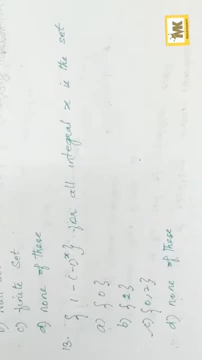 c) finite set
d) none of these
13. { 1 - (-1)ˣ} for all integral x is the set
a) { 0 }
b) { 2 }
c) { 0, 2 }
d) none of these
MK